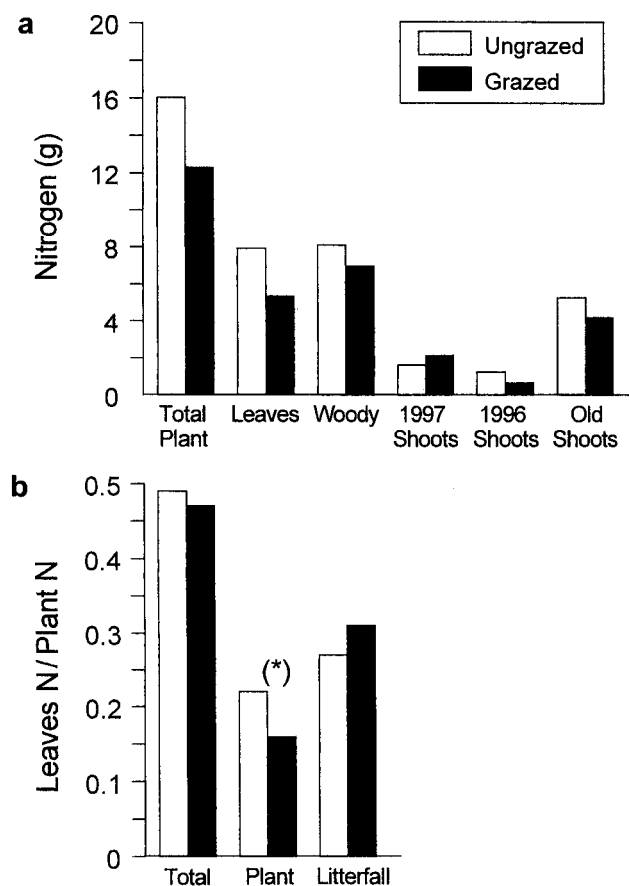 a
Nitrogen (g)
20
16
12
8
4
0
Ungrazed
Grazed
Total Plant
Leaves
Woody
1997 Shoots
1996 Shoots
Old Shoots
b
Leaves N / Plant N
0.5
0.4
0.3
0.2
0.1
0
(*)
Total
Plant
Litterfall